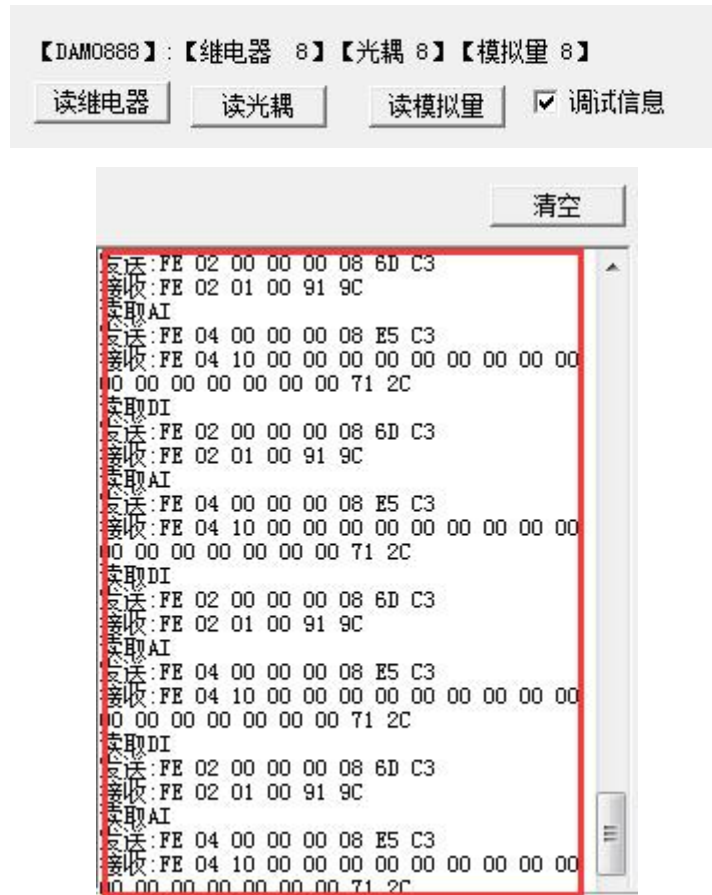 【DAM0888】:【继电器 8】【光耦 8】【模拟量 8】
读继电器 读光耦 读模拟量 调试信息
清空
发送:FE 02 00 00 00 08 6D C3
接收:FE 02 01 00 91 9C
读取AI
发送:FE 04 00 00 00 08 E5 C3
接收:FE 04 10 00 00 00 00 00 00 00 00 00
00 00 00 00 00 00 00 71 2C
读取DI
发送:FE 02 00 00 00 08 6D C3
接收:FE 02 01 00 91 9C
读取AI
发送:FE 04 00 00 00 08 E5 C3
接收:FE 04 10 00 00 00 00 00 00 00 00 00
00 00 00 00 00 00 00 71 2C
读取DI
发送:FE 02 00 00 00 08 6D C3
接收:FE 02 01 00 91 9C
读取AI
发送:FE 04 00 00 00 08 E5 C3
接收:FE 04 10 00 00 00 00 00 00 00 00 00
00 00 00 00 00 00 00 71 2C
读取DI
发送:FE 02 00 00 00 08 6D C3
接收:FE 02 01 00 91 9C
读取AI
发送:FE 04 00 00 00 08 E5 C3
接收:FE 04 10 00 00 00 00 00 00 00 00 00
00 00 00 00 00 00 00 71 2C